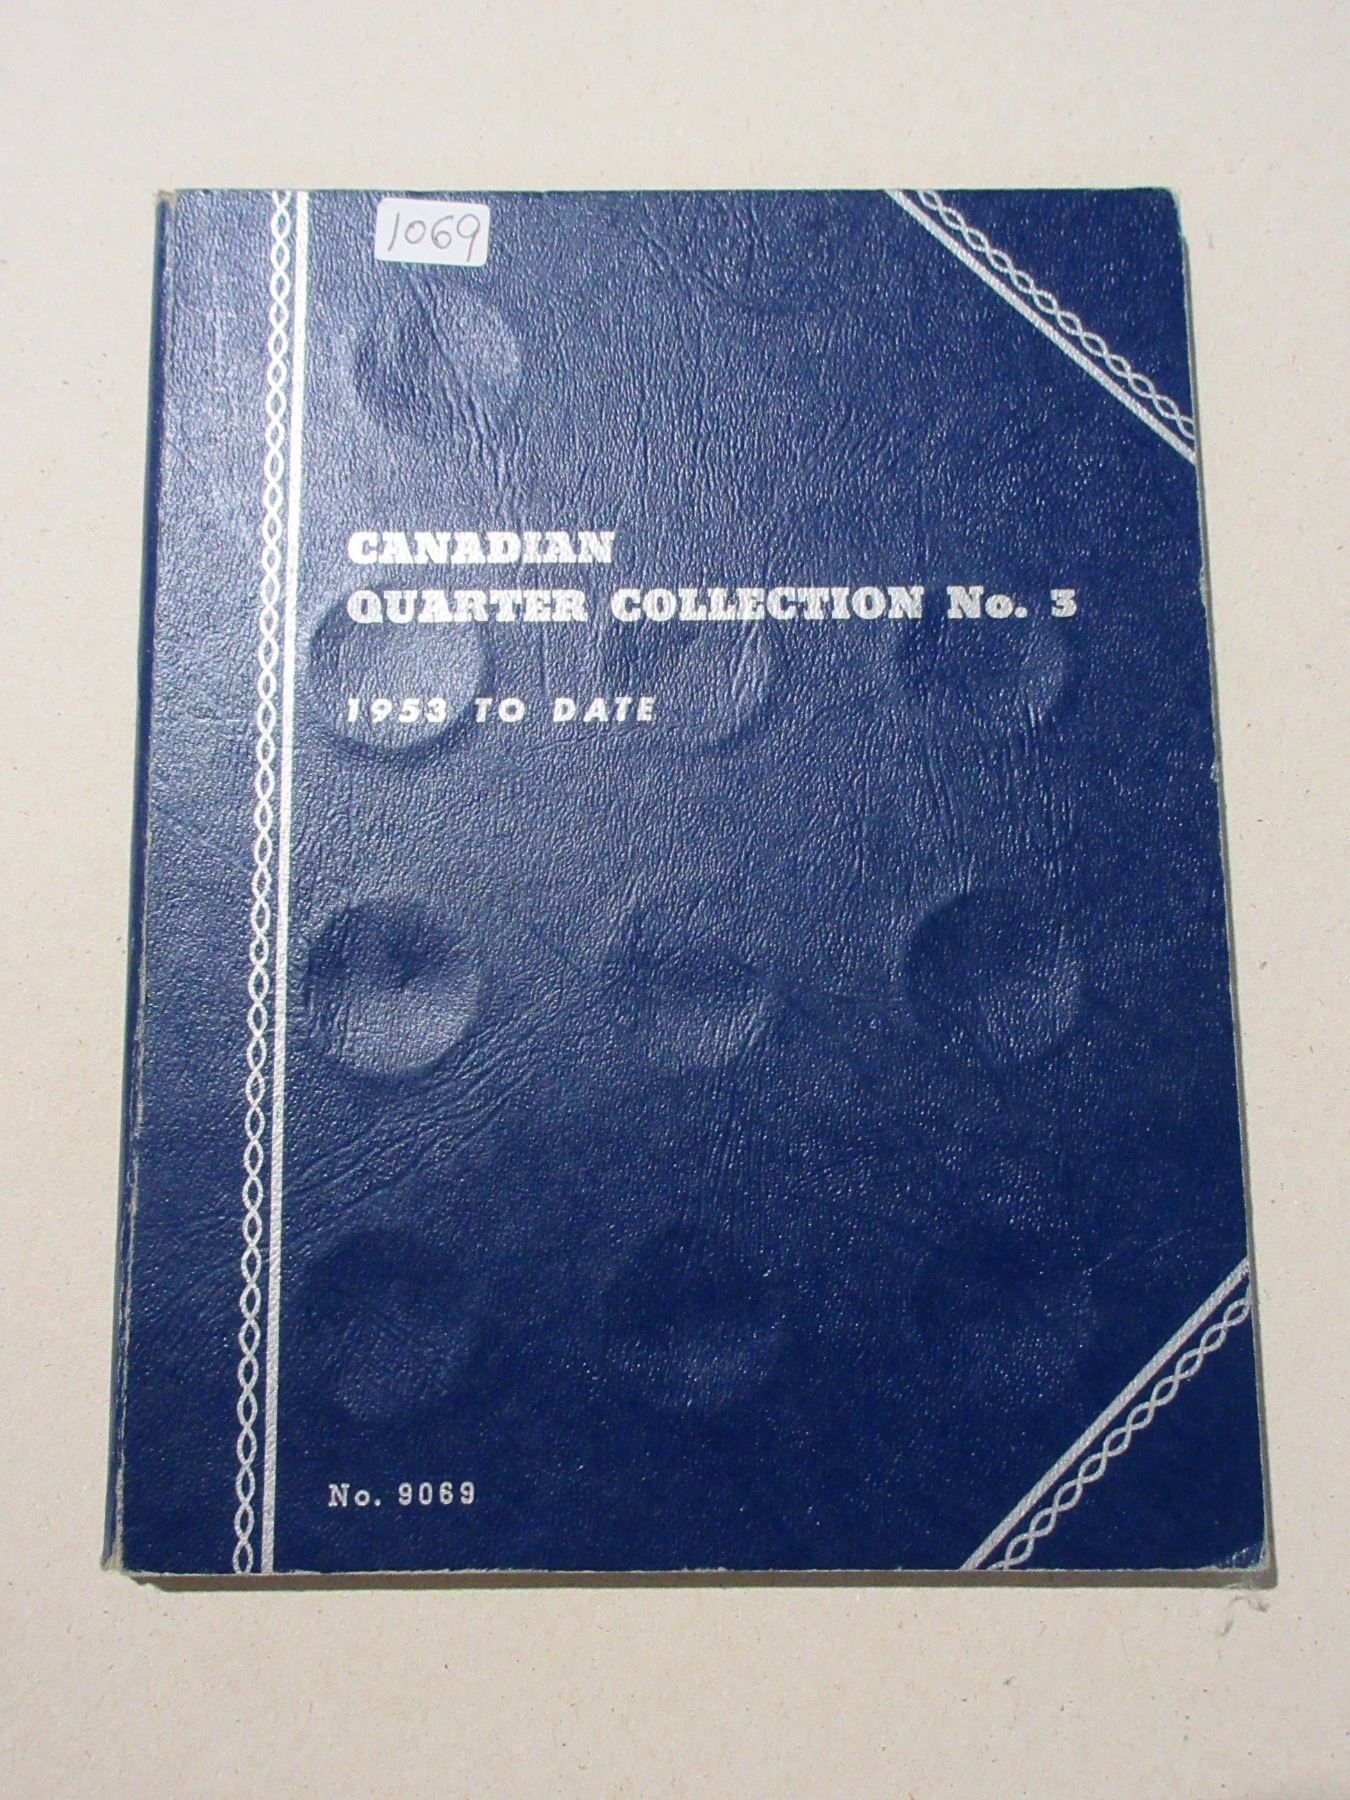 1069
CANADIAN
QUARTER COLLECTION No. 3
1953 TO DATE
No. 9069